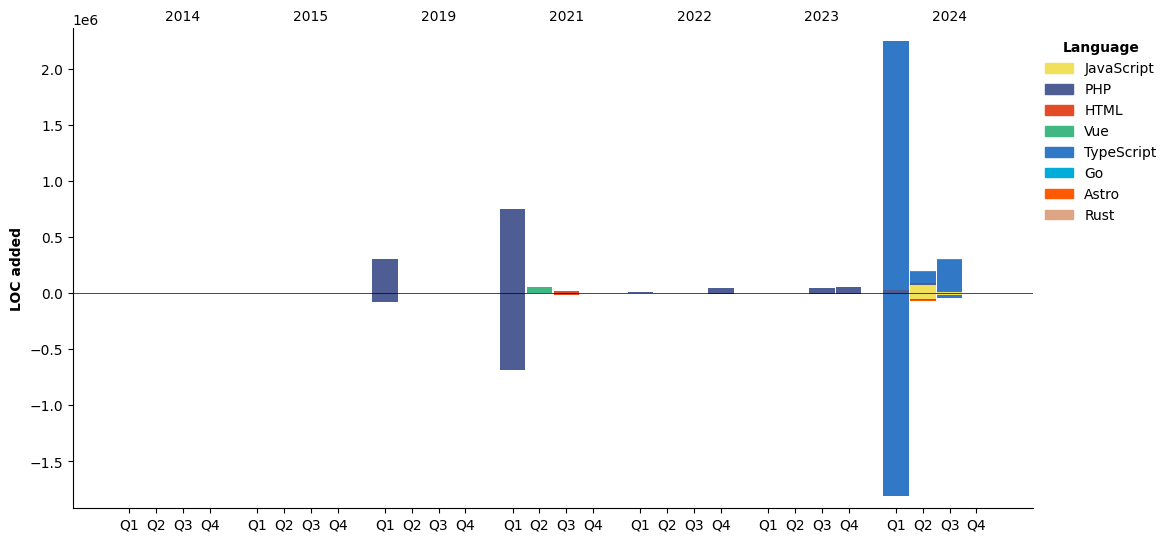 1e6
2014 2015 2019 2021 2022 2023 2024
2.0
1.5
1.0
0.5
0.0
−0.5
−1.0
−1.5
LOC added
Q1 Q2 Q3 Q4 Q1 Q2 Q3 Q4 Q1 Q2 Q3 Q4 Q1 Q2 Q3 Q4 Q1 Q2 Q3 Q4 Q1 Q2 Q3 Q4 Q1 Q2 Q3 Q4
Language
JavaScript
PHP
HTML
Vue
TypeScript
Go
Astro
Rust